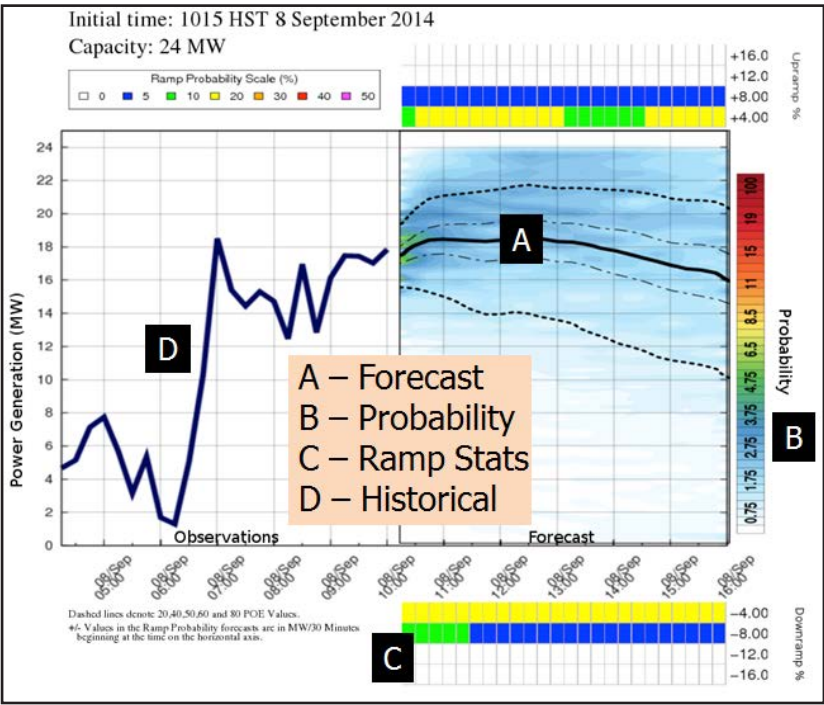 Initial time: 1015 HST 8 September 2014
Capacity: 24 MW
Ramp Probability Scale (%)
0 5 10 20 30 40 50
+16.0
+12.0
+8.00
+4.00
Upramp %
24
22
20
18
16
14
12
10
8
6
4
2
0
Power Generation (MW)
A
D
A – Forecast
B – Probability
C – Ramp Stats
D – Historical
Observations
Forecast
100
19
15
11
8.5
6.5
4.75
3.75
2.75
1.75
0.75
Probability
B
08/Sep 05:00
08/Sep 06:00
08/Sep 07:00
08/Sep 08:00
08/Sep 09:00
08/Sep 10:00
08/Sep 11:00
08/Sep 12:00
08/Sep 13:00
08/Sep 14:00
08/Sep 15:00
08/Sep 16:00
Dashed lines denote 20,40,50,60 and 80 POE Values.
+/- Values in the Ramp Probability forecasts are in MW/30 Minutes
beginning at the time on the horizontal axis.
C
−4.00
−8.00
−12.0
−16.0
Downramp %